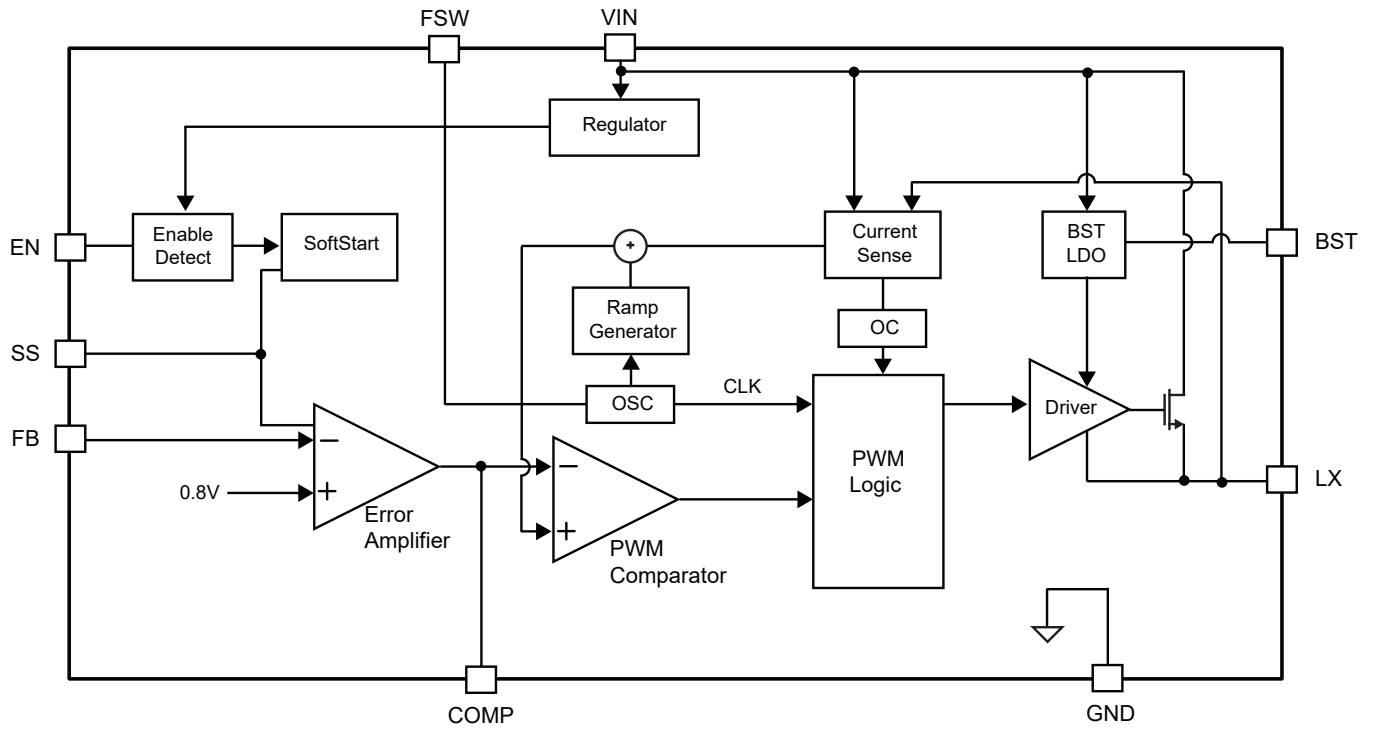 FSW
VIN
Regulator
EN
Enable
Detect
SoftStart
+
Current
Sense
BST
LDO
BST
Ramp
Generator
OC
SS
OSC
CLK
Driver
FB
−
0.8V
+
Error
Amplifier
−
+
PWM
Comparator
PWM
Logic
LX
COMP
GND